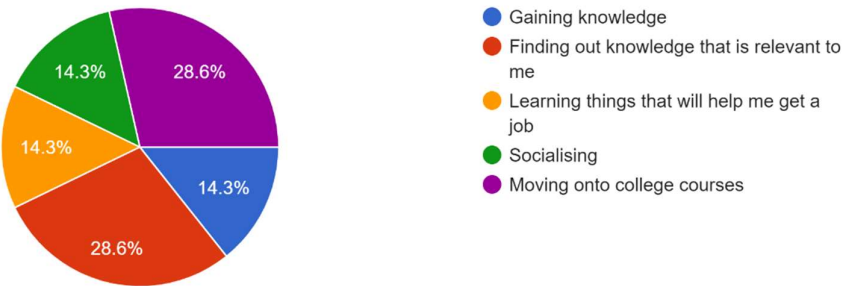 14.3%
28.6%
14.3%
14.3%
28.6%
Gaining knowledge
Finding out knowledge that is relevant to
me
Learning things that will help me get a
job
Socialising
Moving onto college courses